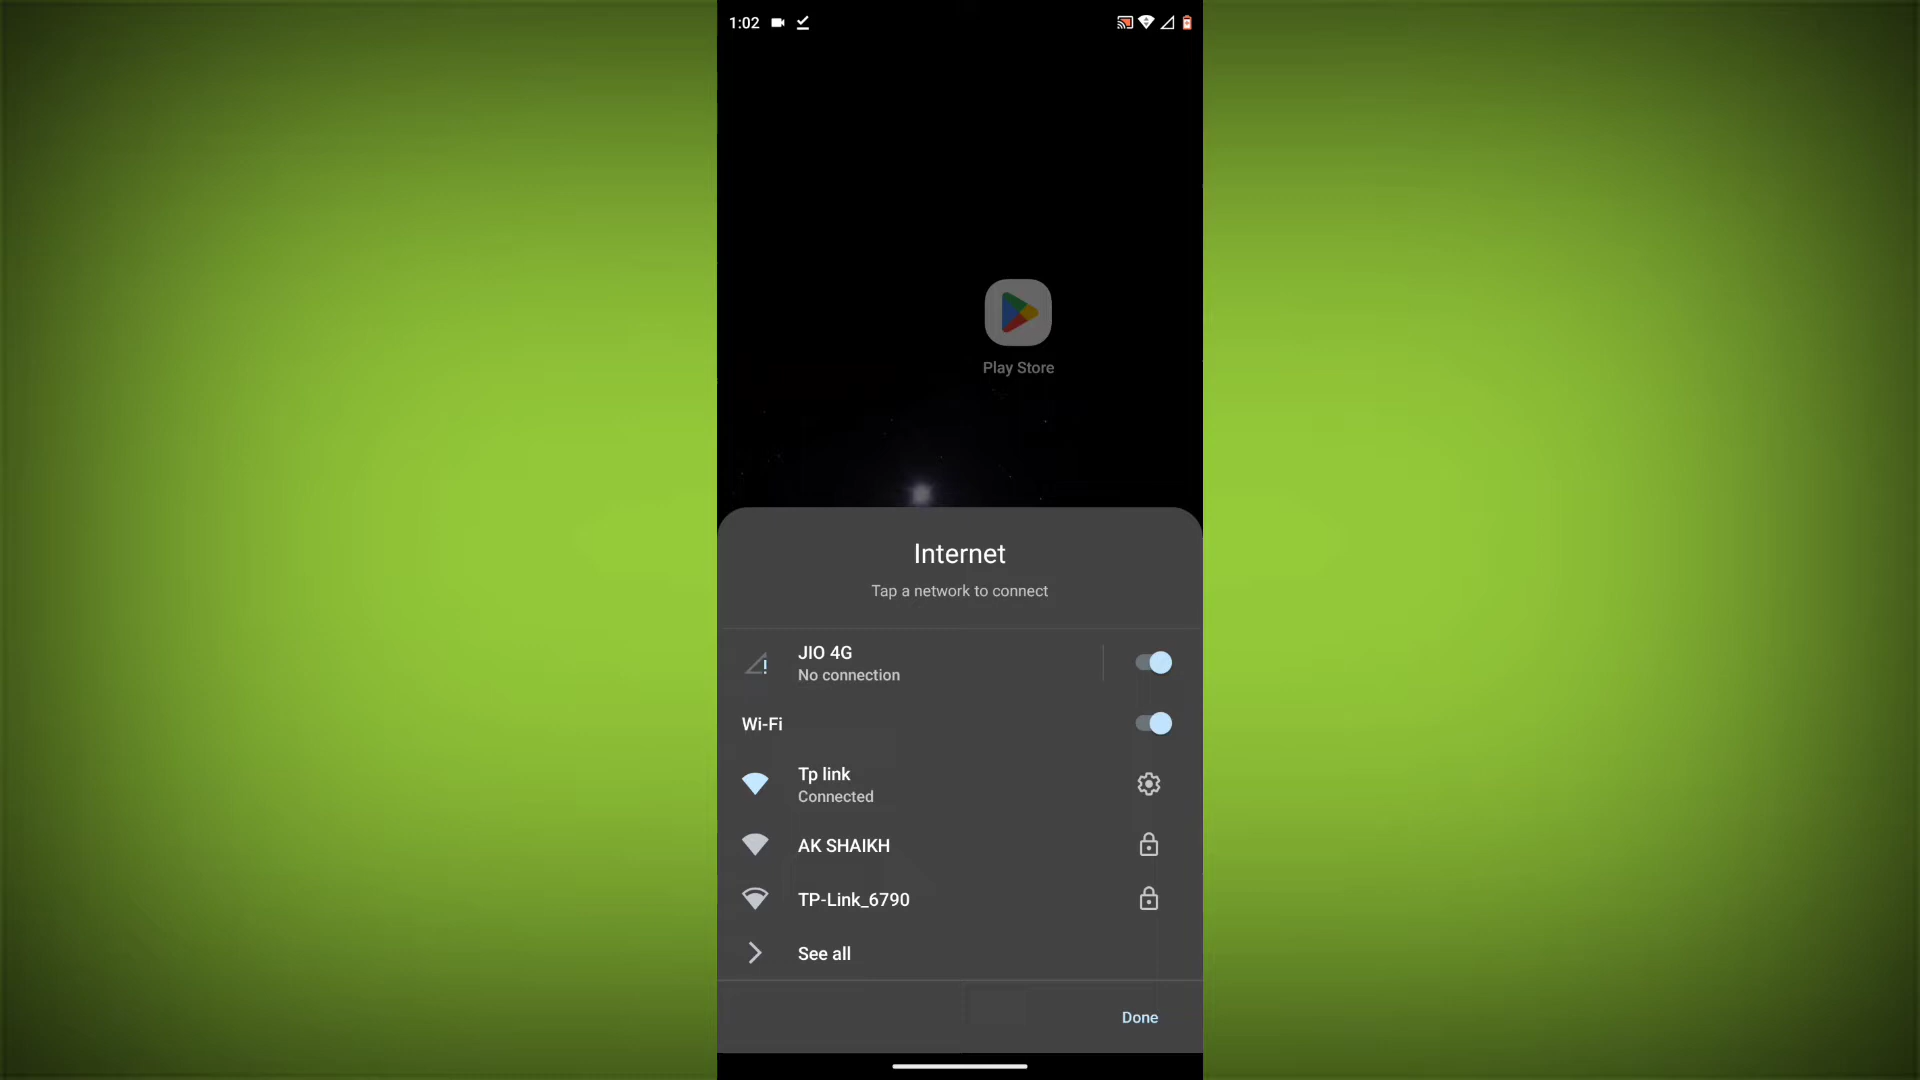 1:02
Play Store
Internet
Tap a network to connect
JIO 4G
No connection
Wi-Fi
Tp link
Connected
AK SHAIKH
TP-Link_6790
See all
Done